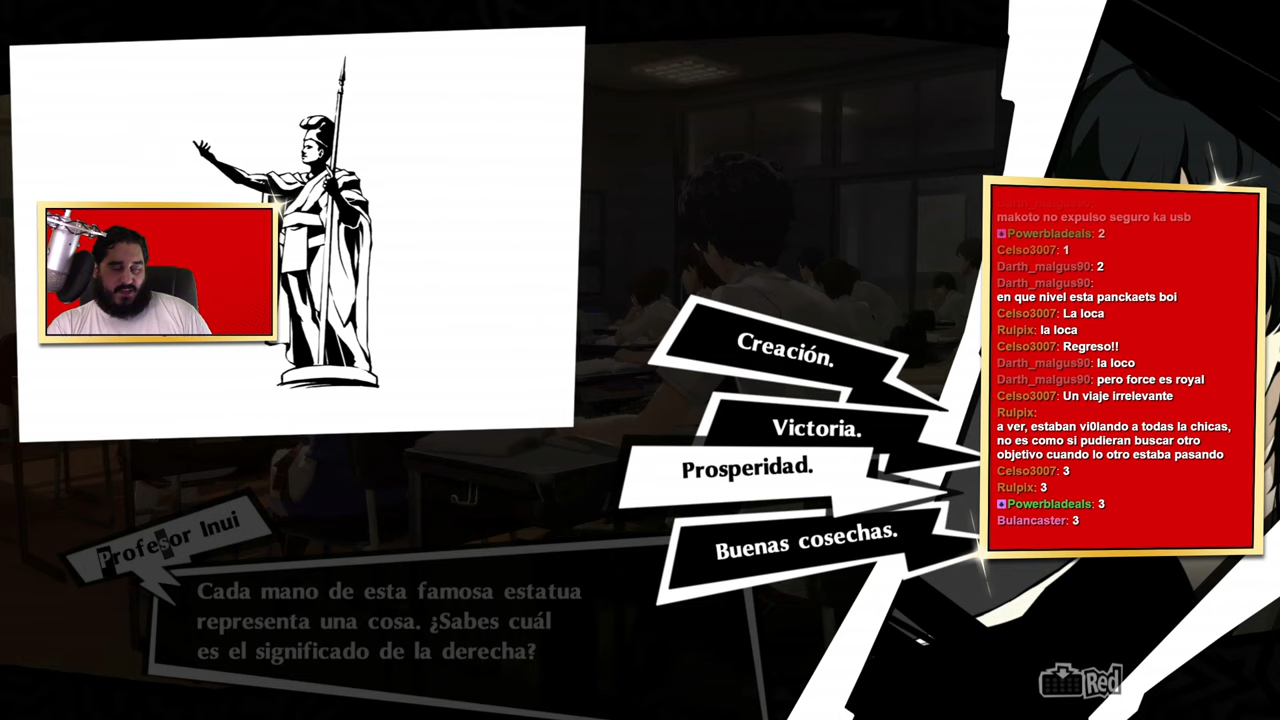 Creación.
Victoria.
Prosperidad.
Buenas cosechas.
Profesor Inui
Cada mano de esta famosa estatua
representa una cosa. ¿Sabes cuál
es el significado de la derecha?
Red
Darth_malgus90:
makoto no expulso seguro ka usb
Powerbladeals: 2
Celso3007: 1
Darth_malgus90: 2
Darth_malgus90:
en que nivel esta panckaets boi
Celso3007: La loca
Rulpix: la loca
Celso3007: Regreso!!
Darth_malgus90: la loco
Darth_malgus90: pero force es royal
Celso3007: Un viaje irrelevante
Rulpix:
a ver, estaban vi0lando a todas la chicas,
no es como si pudieran buscar otro
objetivo cuando lo otro estaba pasando
Celso3007: 3
Rulpix: 3
Powerbladeals: 3
Bulancaster: 3